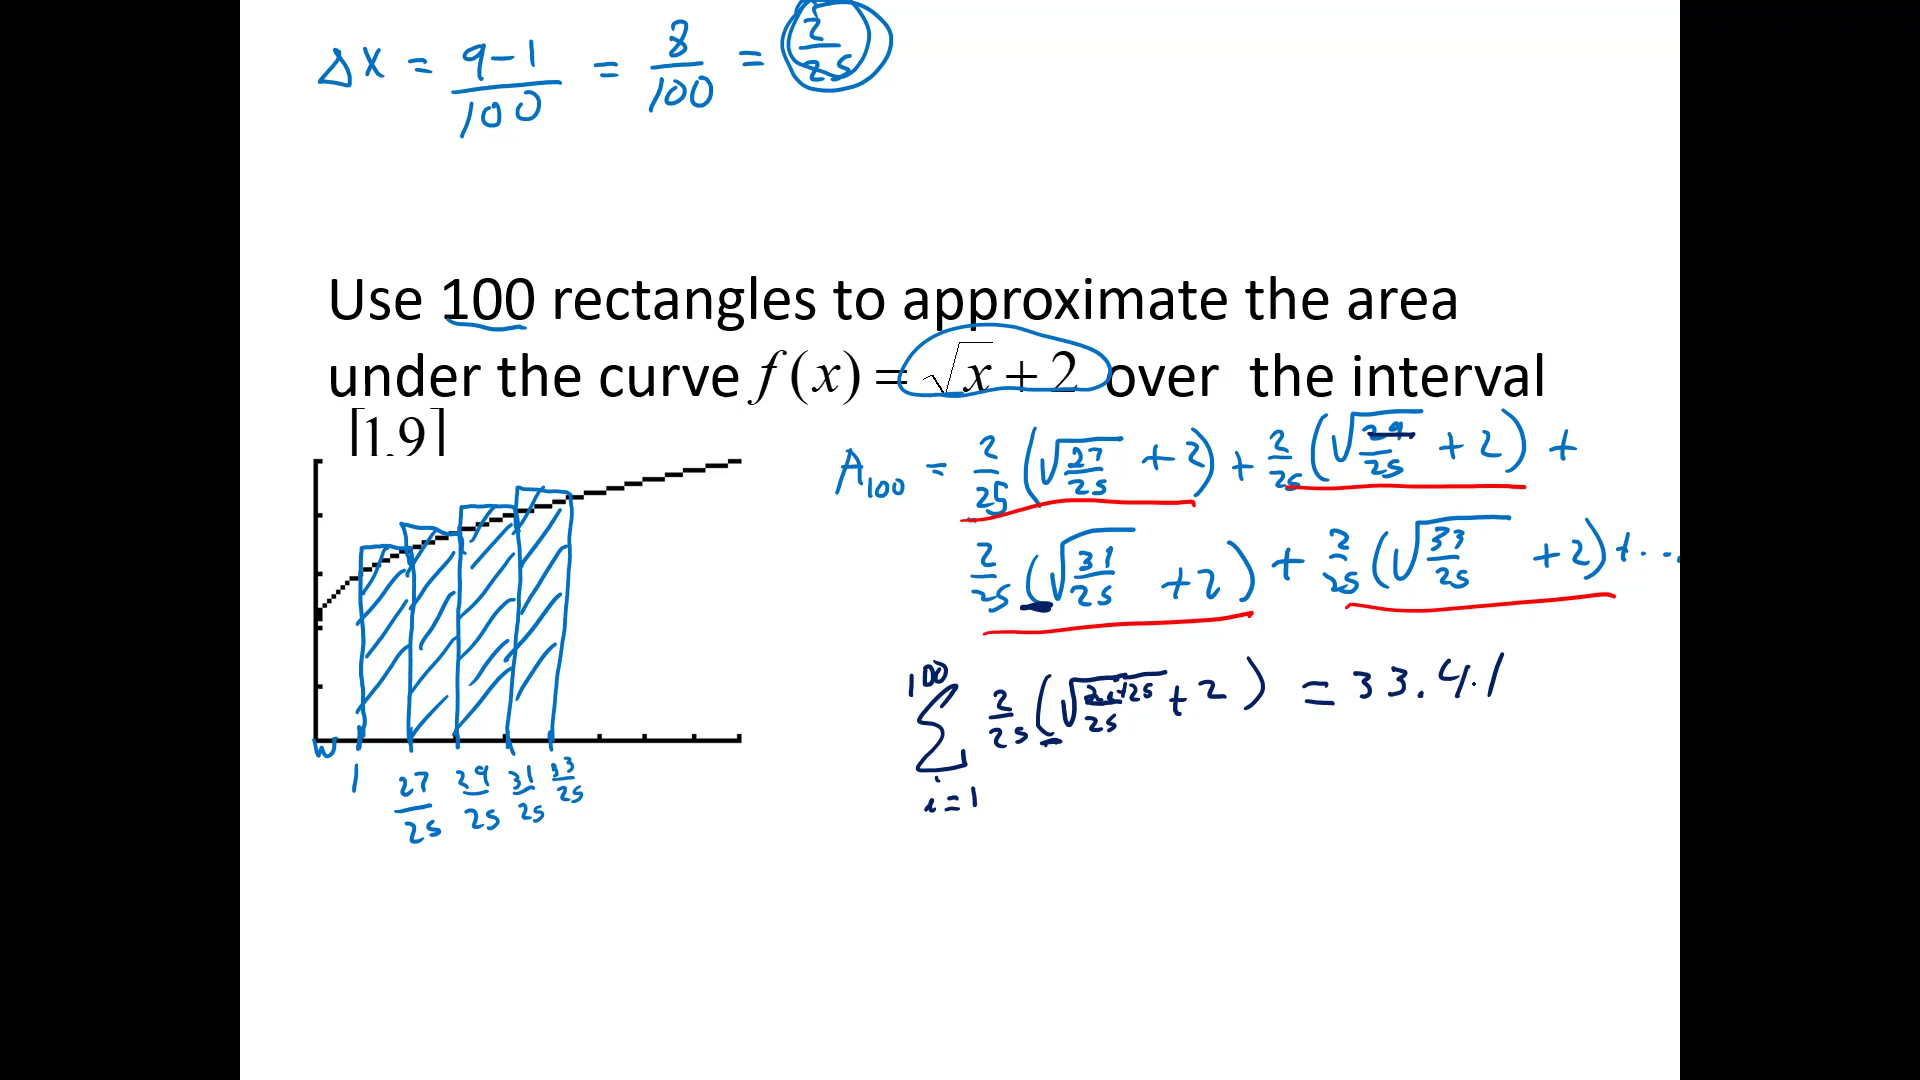 Δx = 9-1/100 = 8/100 = 2/25
Use 100 rectangles to approximate the area
under the curve f(x) = √x + 2 over the interval
[1,9]
A₁₀₀ = 2/25 (√27/25 + 2) + 2/25 (√29/25 + 2) +
2/25 (√31/25 + 2) + 2/25 (√33/25 + 2) + ...
100
∑ 2/25 (√2i+25/25 + 2) = 33.41
i=1
1 27/25 29/25 31/25 33/25